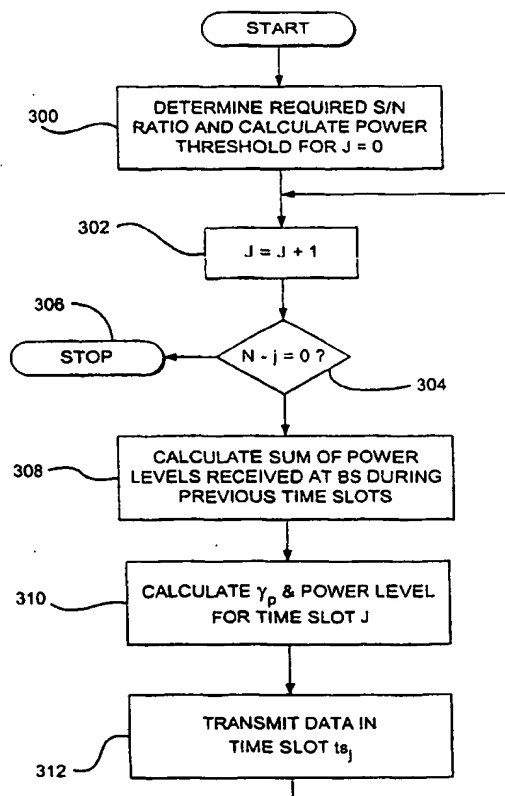 START
300
DETERMINE REQUIRED S/N
RATIO AND CALCULATE POWER
THRESHOLD FOR J = 0
302
J = J + 1
306
STOP
N - j = 0 ?
304
308
CALCULATE SUM OF POWER
LEVELS RECEIVED AT BS DURING
PREVIOUS TIME SLOTS
310
CALCULATE γp & POWER LEVEL
FOR TIME SLOT J
TRANSMIT DATA IN
TIME SLOT tsj
312